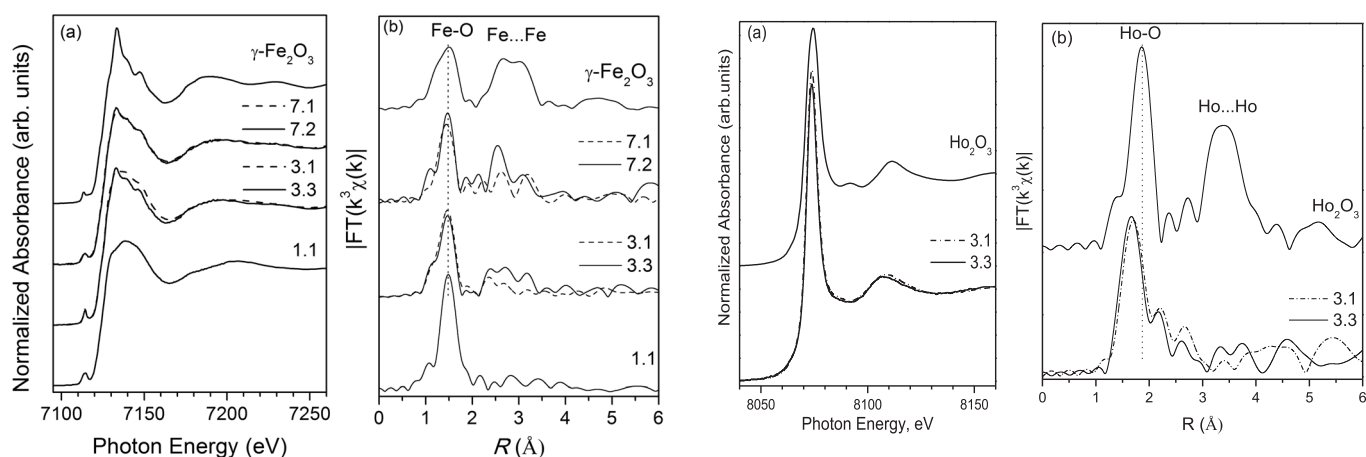 (a)
γ-Fe2O3
7.1
7.2
3.1
3.3
1.1
Normalized Absorbance (arb. units)
7100 7150 7200 7250
Photon Energy (eV)
(b)
Fe-O
Fe...Fe
γ-Fe2O3
7.1
7.2
3.1
3.3
1.1
|FT(k³χ(k)|
0 1 2 3 4 5 6
R (Å)
(a)
Ho2O3
3.1
3.3
Normalized Absorbance (arb. units)
8050 8100 8150
Photon Energy, eV
(b)
Ho-O
Ho...Ho
Ho2O3
3.1
3.3
|FT(k³χ(k)|
0 1 2 3 4 5 6
R (Å)